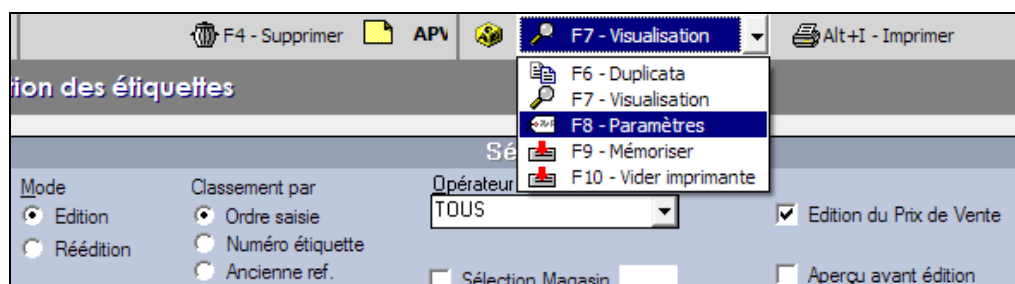 F4 - Supprimer APV F7 - Visualisation Alt+I - Imprimer
F6 - Duplicata
F7 - Visualisation
F8 - Paramètres
F9 - Mémoriser
F10 - Vider imprimante
tion des étiquettes
Sé
Mode Classement par Opérateur
Edition Ordre saisie TOUS Edition du Prix de Vente
Réédition Numéro étiquette
Ancienne ref. Sélection Magasin Aperçu avant édition